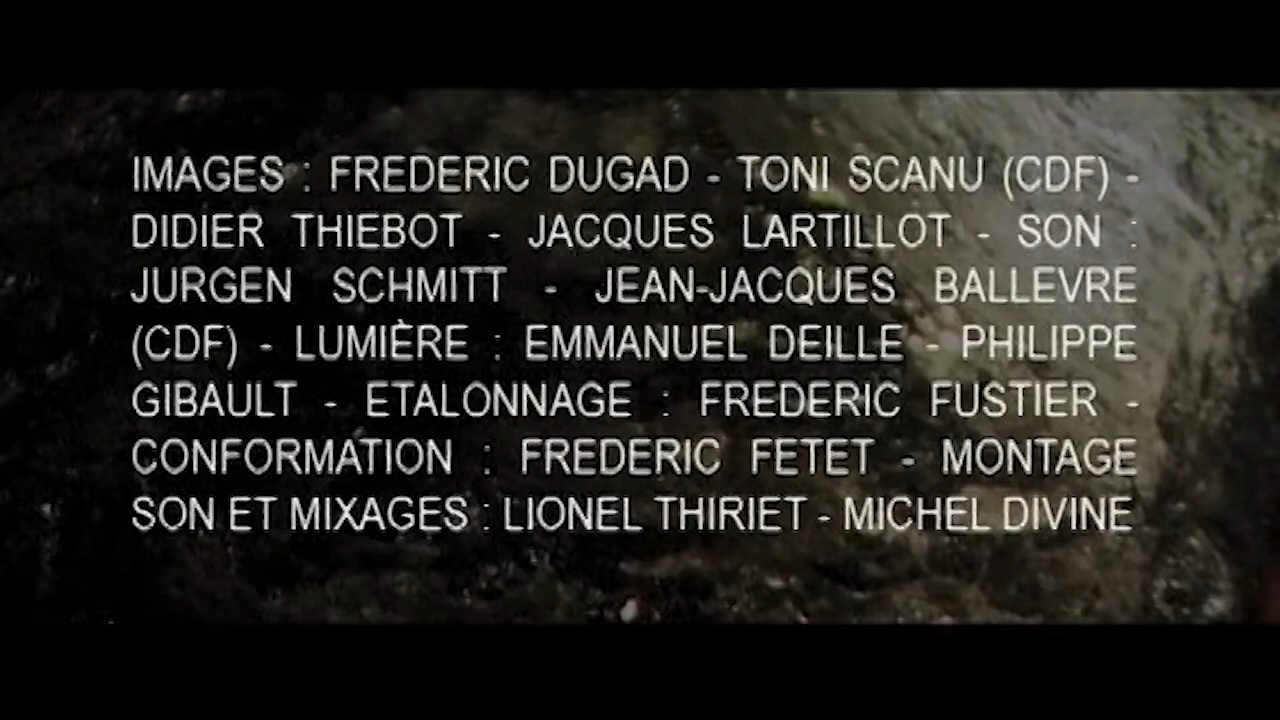 IMAGES : FREDERIC DUGAD - TONI SCANU (CDF) -
DIDIER THIEBOT - JACQUES LARTILLOT - SON :
JURGEN SCHMITT - JEAN-JACQUES BALLEVRE
(CDF) - LUMIÈRE : EMMANUEL DEILLE - PHILIPPE
GIBAULT - ETALONNAGE : FREDERIC FUSTIER -
CONFORMATION : FREDERIC FETET - MONTAGE
SON ET MIXAGES : LIONEL THIRIET - MICHEL DIVINE